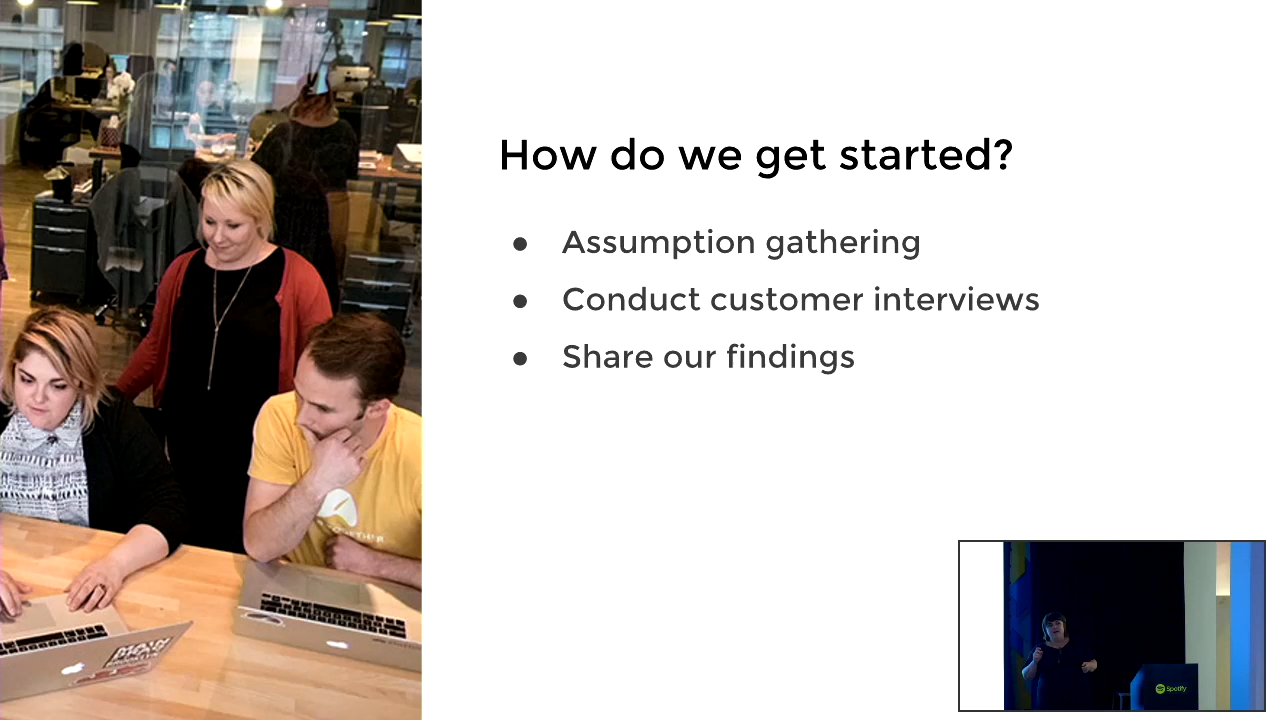 How do we get started?
● Assumption gathering
● Conduct customer interviews
● Share our findings
Spotify